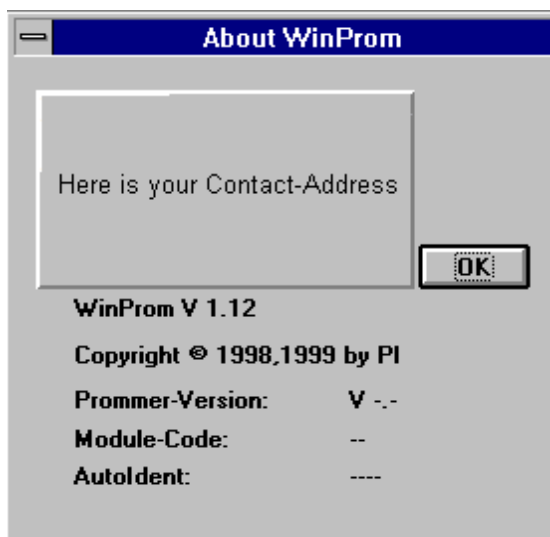 About WinProm
Here is your Contact-Address
OK
WinProm V 1.12
Copyright © 1998,1999 by PI
Prommer-Version: V -.-
Module-Code: --
AutoIdent: ----